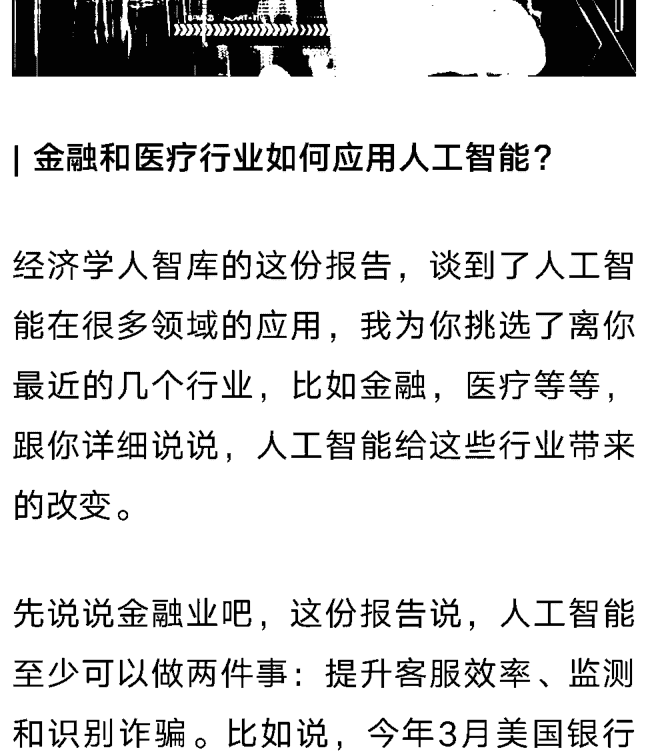 | 金融和医疗行业如何应用人工智能?
经济学人智库的这份报告，谈到了人工智
能在很多领域的应用，我为你挑选了离你
最近的几个行业，比如金融，医疗等等，
跟你详细说说，人工智能给这些行业带来
的改变。
先说说金融业吧，这份报告说，人工智能
至少可以做两件事：提升客服效率、监测
和识别诈骗。比如说，今年3月美国银行